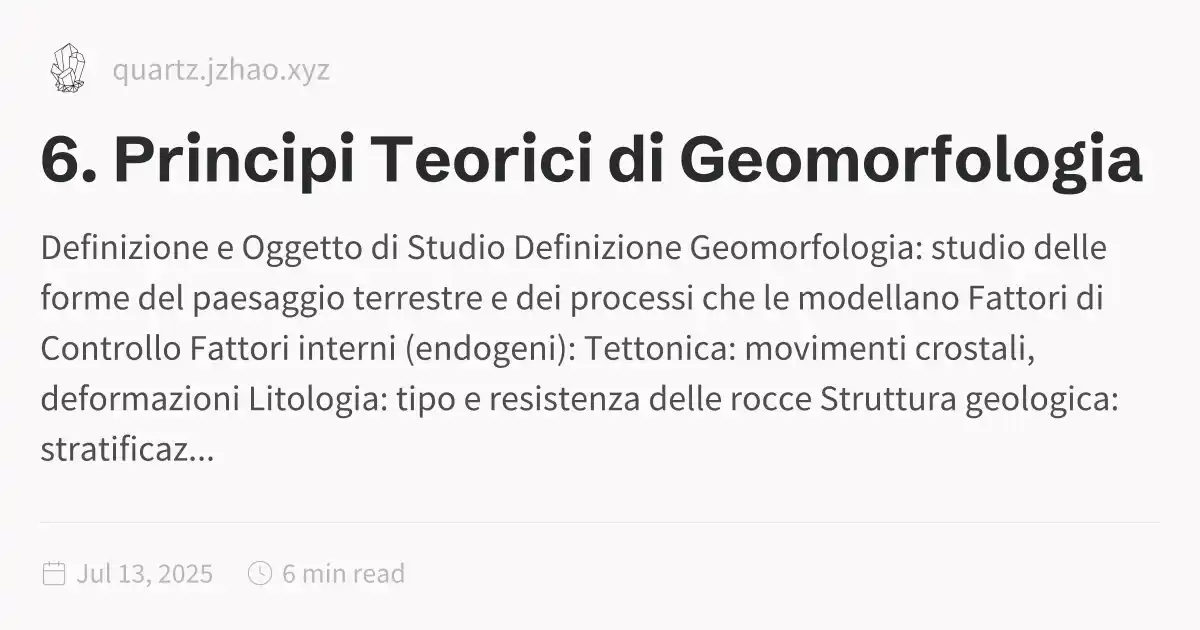 quartz.jzhao.xyz
6. Principi Teorici di Geomorfologia
Definizione e Oggetto di Studio Definizione Geomorfologia: studio delle
forme del paesaggio terrestre e dei processi che le modellano Fattori di
Controllo Fattori interni (endogeni): Tettonica: movimenti crostali,
deformazioni Litologia: tipo e resistenza delle rocce Struttura geologica:
stratificaz...
Jul 13, 2025 6 min read